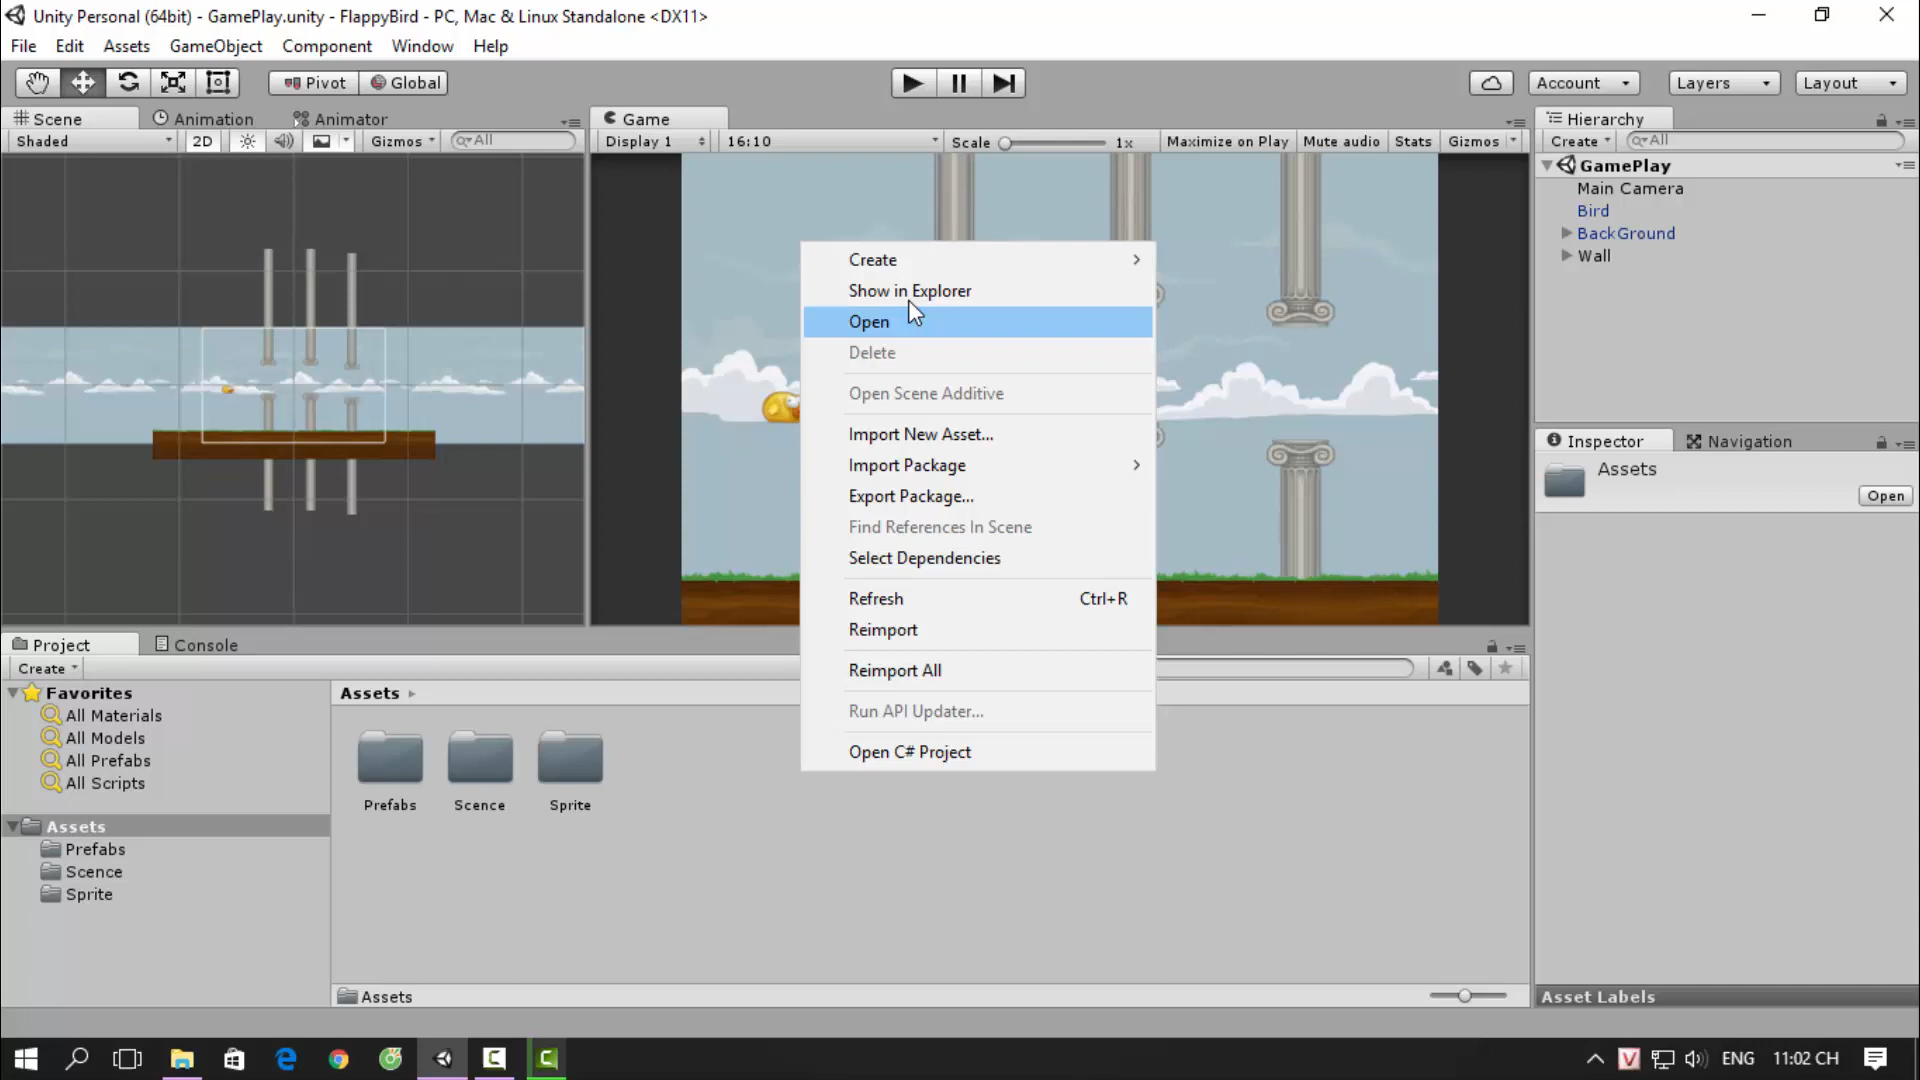 Unity Personal (64bit) - GamePlay.unity - FlappyBird - PC, Mac & Linux Standalone <DX11>
File Edit Assets GameObject Component Window Help
Pivot Global Account Layers Layout
Scene Animation Animator Game Hierarchy
Shaded 2D Gizmos All Display 1 16:10 Scale 1x Maximize on Play Mute audio Stats Gizmos Create All
GamePlay
Main Camera
Bird
BackGround
Wall
Create
Show in Explorer
Open
Delete
Open Scene Additive
Import New Asset...
Import Package
Export Package...
Find References In Scene
Select Dependencies
Refresh Ctrl+R
Reimport
Reimport All
Run API Updater...
Open C# Project
Inspector Navigation
Assets
Open
Project Console
Create
Favorites
All Materials
All Models
All Prefabs
All Scripts
Assets
Prefabs
Scence
Sprite
Assets
Prefabs Scence Sprite
Assets
Asset Labels
ENG 11:02 CH